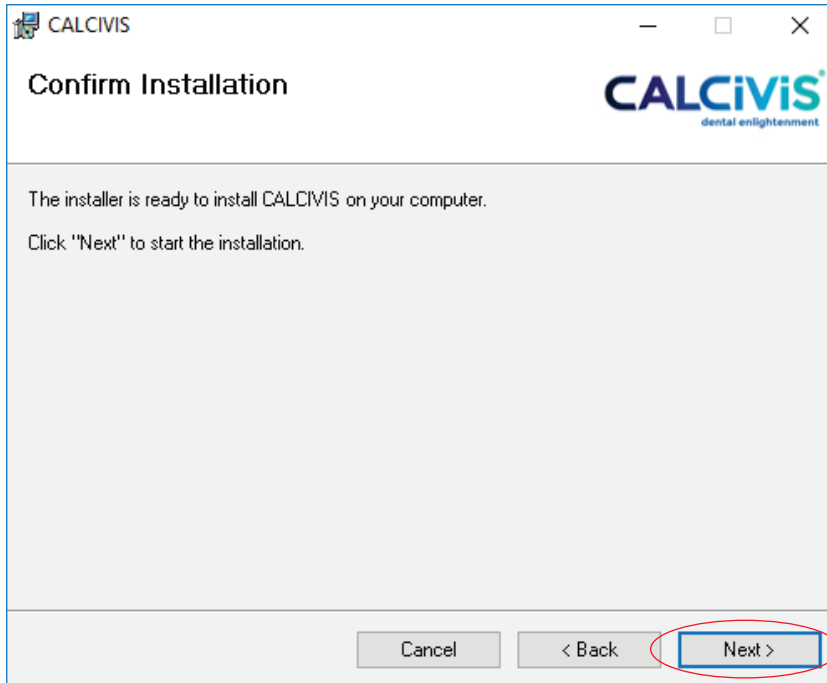 CALCIVIS
Confirm Installation
CALCiViS®
dental enlightenment
The installer is ready to install CALCIVIS on your computer.
Click "Next" to start the installation.
Cancel
< Back
Next >